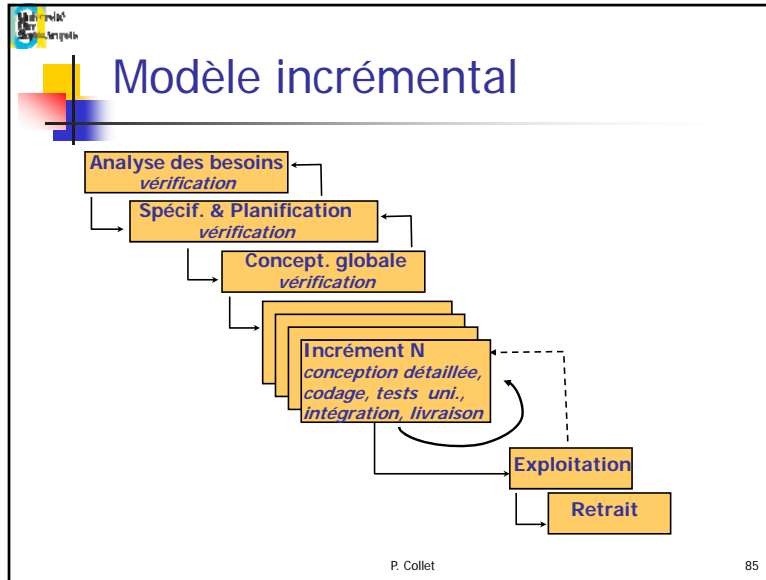 Modèle incrémental
Analyse des besoins
vérification
Spécif. & Planification
vérification
Concept. globale
vérification
Incrément N
conception détaillée,
codage, tests uni.,
intégration, livraison
Exploitation
Retrait
P. Collet
85